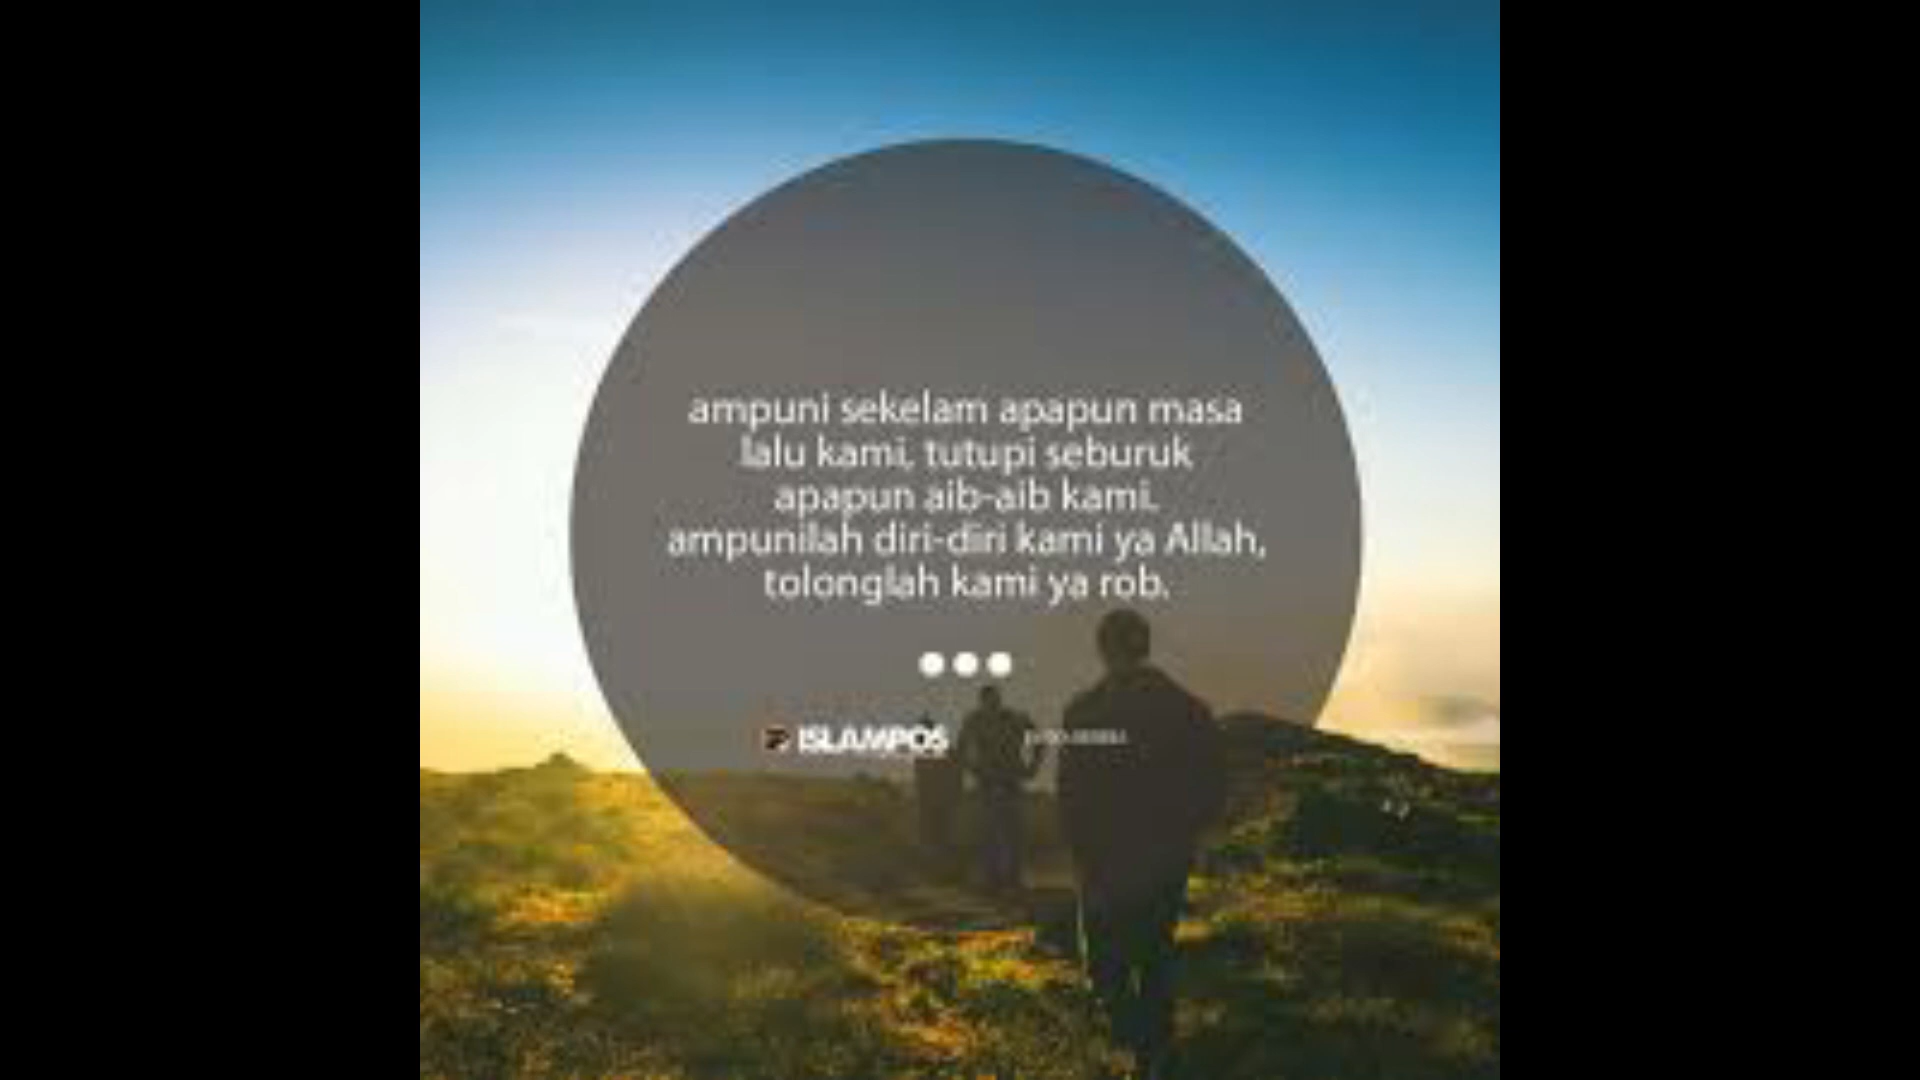 ampuni sekelam apapun masa
lalu kami, tutupi seburuk
apapun aib-aib kami.
ampunilah diri-diri kami ya Allah,
tolonglah kami ya rob.
ISLAMPOS